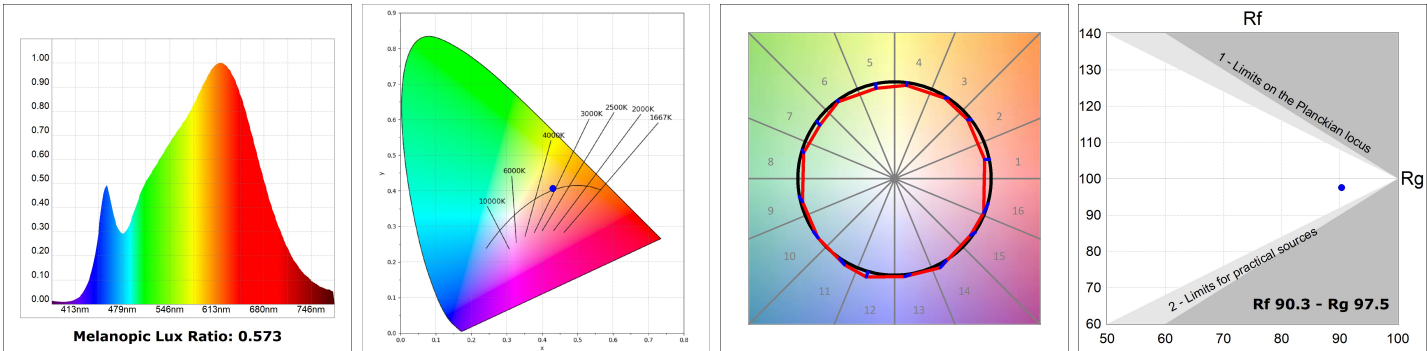 1.00
0.90
0.80
0.70
0.60
0.50
0.40
0.30
0.20
0.10
0.00
413nm 479nm 546nm 613nm 680nm 746nm
Melanopic Lux Ratio: 0.573
0.9
0.8
0.7
0.6
0.5
0.4
0.3
0.2
0.1
0.0
y
0.0 0.1 0.2 0.3 0.4 0.5 0.6 0.7 0.8
x
2500K
2000K
3000K
1667K
4000K
6000K
10000K
5 4
6 3
7 2
8 1
9 16
10 15
11 14
12 13
Rf
140
130
120
110
100
90
80
70
60
Rg
1 - Limits on the Planckian locus
2 - Limits for practical sources
Rf 90.3 - Rg 97.5
50 60 70 80 90 100